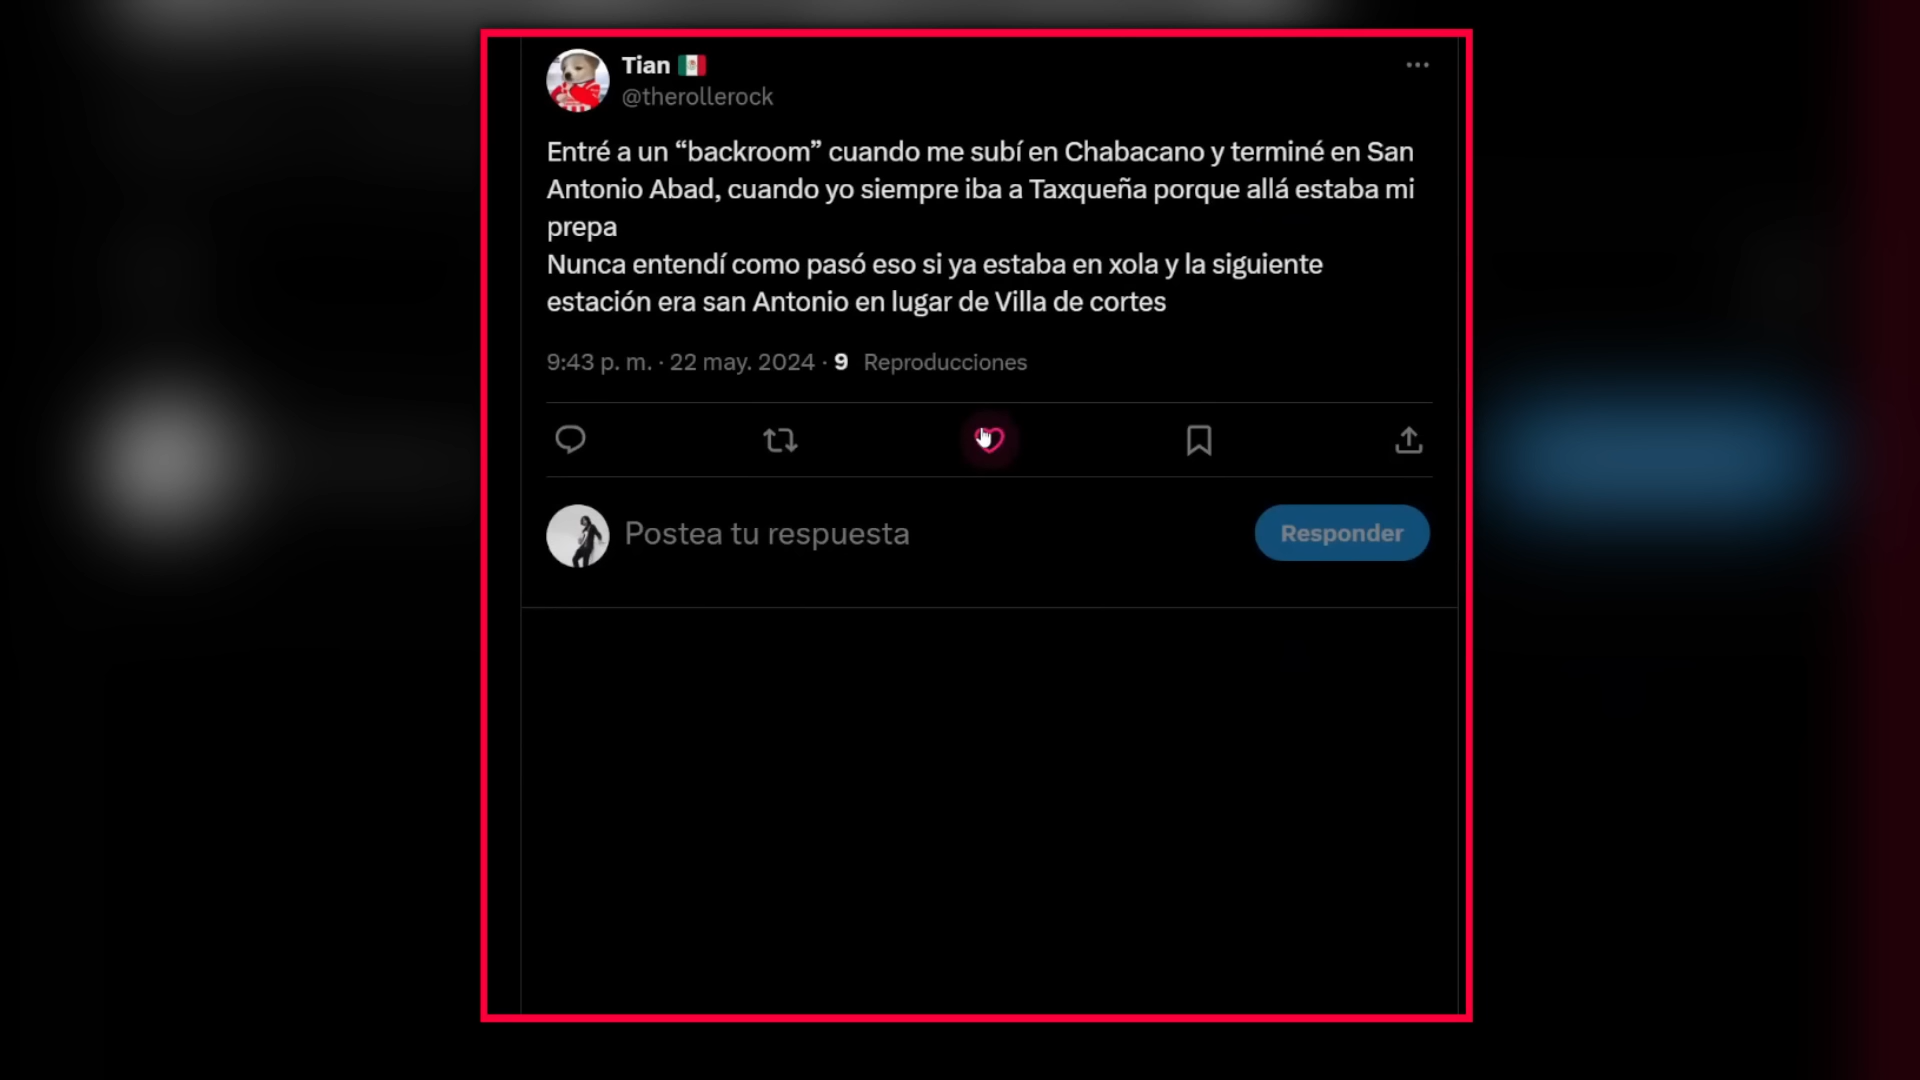 Tian 🇲🇽
@therollerock
Entré a un “backroom” cuando me subí en Chabacano y terminé en San
Antonio Abad, cuando yo siempre iba a Taxqueña porque allá estaba mi
prepa
Nunca entendí como pasó eso si ya estaba en xola y la siguiente
estación era san Antonio en lugar de Villa de cortes
9:43 p. m. · 22 may. 2024 · 9 Reproducciones
Postea tu respuesta
Responder